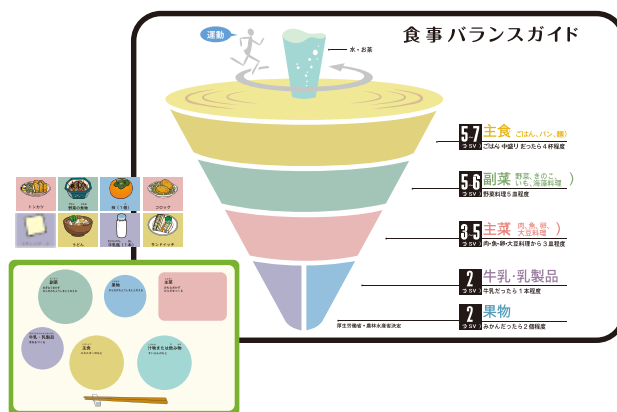 食事バランスガイド
運動
水・お茶
5-7 つ(SV) 主食 (ごはん、パン、麺)
ごはん(中盛り)だったら4杯程度
5-6 つ(SV) 副菜 (野菜、きのこ、いも、海藻料理)
野菜料理5皿程度
3-5 つ(SV) 主菜 (肉、魚、卵、大豆料理)
肉・魚・卵・大豆料理から3皿程度
2 つ(SV) 牛乳・乳製品
牛乳だったら1本程度
2 つ(SV) 果物
みかんだったら2個程度
厚生労働省・農林水産省決定
トンカツ
野菜の煮物
柿(1個)
コロッケ
うどん
牛乳瓶(1本)
サンドイッチ
副菜
果物
主菜
牛乳・乳製品
主食
汁物または飲み物